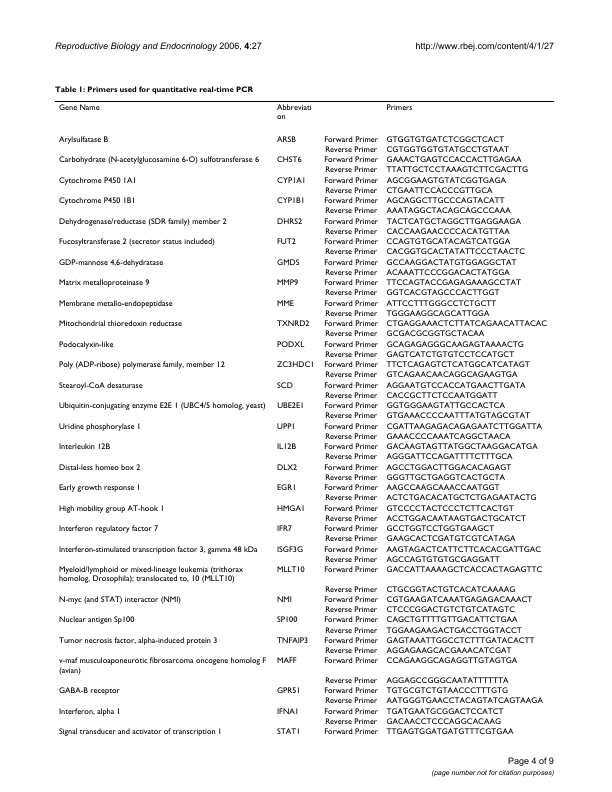 Reproductive Biology and Endocrinology 2006, 4:27 http://www.rbej.com/content/4/1/27
Table 1: Primers used for quantitative real-time PCR
Gene Name Abbreviati Primers
on
Arylsulfatase B ARSB Forward Primer GTGGTGTGATCTCGGCTCACT
Reverse Primer CGTGGTGGTGTATGCCTGTAAT
Carbohydrate (N-acetylglucosamine 6-O) sulfotransferase 6 CHST6 Forward Primer GAAACTGAGTCCACCACTTGAGAA
Reverse Primer TTATTGCTCCTAAAGTCTTCGACTTG
Cytochrome P450 1A1 CYP1A1 Forward Primer AGCGGAAGTGTATCGGTGAGA
Reverse Primer CTGAATTCCACCCGTTGCA
Cytochrome P450 1B1 CYP1B1 Forward Primer AGCAGGCTTGCCCAGTACATT
Reverse Primer AAATAGGCTACAGCAGCCCAAA
Dehydrogenase/reductase (SDR family) member 2 DHRS2 Forward Primer TACTCATGCTAGGCTTGAGGAAGA
Reverse Primer CACCAAGAACCCCACATGTTAA
Fucosyltransferase 2 (secretor status included) FUT2 Forward Primer CCAGTGTGCATACAGTCATGGA
Reverse Primer CACGGTGCACTATATTCCCTAACTC
GDP-mannose 4,6-dehydratase GMDS Forward Primer GCCAAGGACTATGTGGAGGCTAT
Reverse Primer ACAAATTCCCGGACACTATGGA
Matrix metalloproteinase 9 MMP9 Forward Primer TTCCAGTACCGAGAGAAAGCCTAT
Reverse Primer GGTCACGTAGCCCACTTGGT
Membrane metallo-endopeptidase MME Forward Primer ATTCCTTTGGGCCTCTGCTT
Reverse Primer TGGGAAGGCAGCATTGGA
Mitochondrial thioredoxin reductase TXNRD2 Forward Primer CTGAGGAAACTCTTATCAGAACATTACAC
Reverse Primer GCGACGCGGTGCTACAA
Podocalyxin-like PODXL Forward Primer GCAGAGAGGGCAAGAGTAAAACTG
Reverse Primer GAGTCATCTGTGTCCTCCATGCT
Poly (ADP-ribose) polymerase family, member 12 ZC3HDC1 Forward Primer TTCTCAGAGTCTCATGGCATCATAGT
Reverse Primer GTCAGAACAACAGGCAGAAGTGA
Stearoyl-CoA desaturase SCD Forward Primer AGGAATGTCCACCATGAACTTGATA
Reverse Primer CACCGCTTCTCCAATGGATT
Ubiquitin-conjugating enzyme E2E 1 (UBC4/5 homolog, yeast) UBE2E1 Forward Primer GGTGGGAAGTATTGCCACTCA
Reverse Primer GTGAAACCCCAATTTATGTAGCGTAT
Uridine phosphorylase 1 UPP1 Forward Primer CGATTAAGAGACAGAGAATCTTGGATTA
Reverse Primer GAAACCCCAAATCAGGCTAACA
Interleukin 12B IL12B Forward Primer GACAAGTAGTTATGGCTAAGGACATGA
Reverse Primer AGGGATTCCAGATTTTCTTTGCA
Distal-less homeo box 2 DLX2 Forward Primer AGCCTGGACTTGGACACAGAGT
Reverse Primer GGGTTGCTGAGGTCACTGCTA
Early growth response 1 EGR1 Forward Primer AAGCCAAGCAAACCAATGGT
Reverse Primer ACTCTGACACATGCTCTGAGAATACTG
High mobility group AT-hook 1 HMGA1 Forward Primer GTCCCCTACTCCCTCTTCACTGT
Reverse Primer ACCTGGACAATAAGTGACTGCATCT
Interferon regulatory factor 7 IFR7 Forward Primer GCCTGGTCCTGGTGAAGCT
Reverse Primer GAAGCACTCGATGTCGTCATAGA
Interferon-stimulated transcription factor 3, gamma 48 kDa ISGF3G Forward Primer AAGTAGACTCATTCTTCACACGATTGAC
Reverse Primer AGCCAGTGTGTGCGAGGATT
Myeloid/lymphoid or mixed-lineage leukemia (trithorax MLLT10 Forward Primer GACCATTAAAAGCTCACCACTAGAGTTC
homolog, Drosophila); translocated to, 10 (MLLT10)
Reverse Primer CTGCGGTACTGTCACATCAAAAG
N-myc (and STAT) interactor (NMI) NMI Forward Primer CGTGAAGATCAAATGAGAGACAAACT
Reverse Primer CTCCCGGACTGTCTGTCATAGTC
Nuclear antigen Sp100 SP100 Forward Primer CAGCTGTTTTGTTGACATTCTGAA
Reverse Primer TGGAAGAAGACTGACCTGGTACCT
Tumor necrosis factor, alpha-induced protein 3 TNFAIP3 Forward Primer GAGTAAATTGGCCTCTTTGATACACTT
Reverse Primer AGGAGAAGCACGAAACATCGAT
v-maf musculoaponeurotic fibrosarcoma oncogene homolog F MAFF Forward Primer CCAGAAGGCAGAGGTTGTAGTGA
(avian)
Reverse Primer AGGAGCCGGGCAATATTTTTTA
GABA-B receptor GPR51 Forward Primer TGTGCGTCTGTAACCCTTTGTG
Reverse Primer AATGGGTGAACCTACAGTATCAGTAAGA
Interferon, alpha 1 IFNA1 Forward Primer TGATGAATGCGGACTCCATCT
Reverse Primer GACAACCTCCCAGGCACAAG
Signal transducer and activator of transcription 1 STAT1 Forward Primer TTGAGTGGATGATGTTTCGTGAA
Page 4 of 9
(page number not for citation purposes)